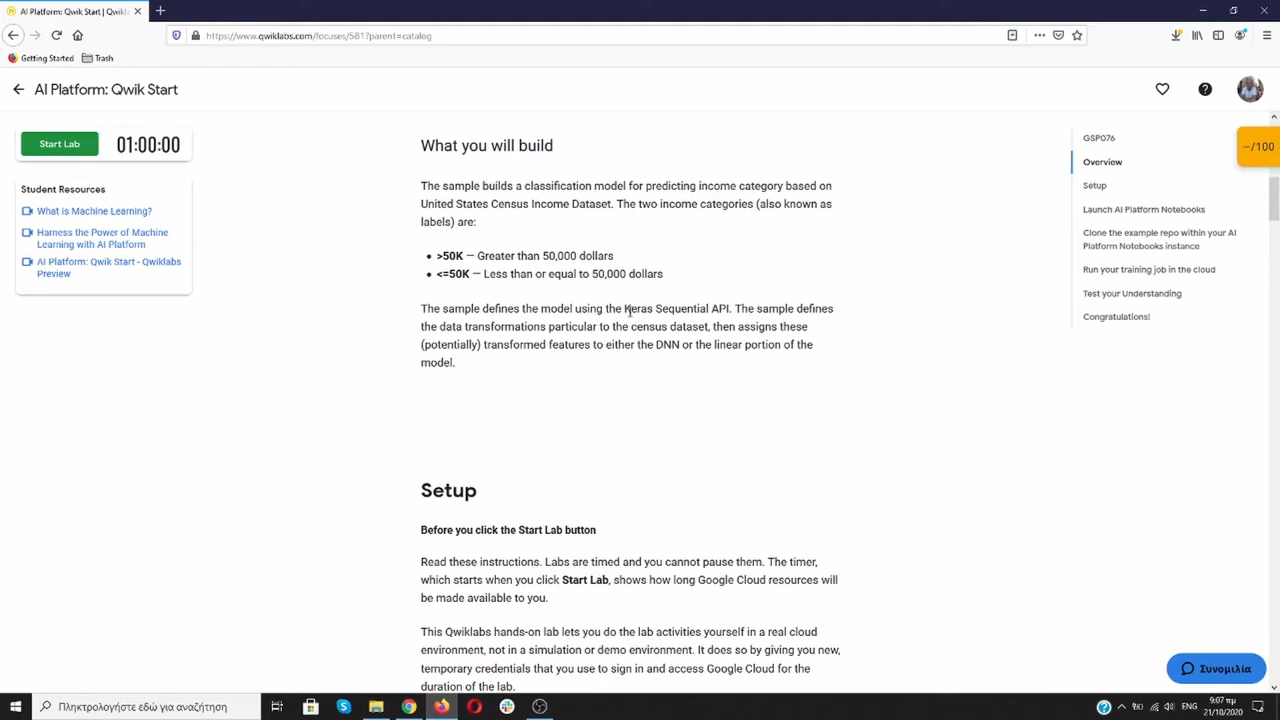 AI Platform: Qwik Start | Qwikla
https://www.qwiklabs.com/focuses/581?parent=catalog
Getting Started
Trash
AI Platform: Qwik Start
Start Lab
01:00:00
Student Resources
What is Machine Learning?
Harness the Power of Machine
Learning with AI Platform
AI Platform: Qwik Start - Qwiklabs
Preview
What you will build
The sample builds a classification model for predicting income category based on
United States Census Income Dataset. The two income categories (also known as
labels) are:
>50K — Greater than 50,000 dollars
<=50K — Less than or equal to 50,000 dollars
The sample defines the model using the Keras Sequential API. The sample defines
the data transformations particular to the census dataset, then assigns these
(potentially) transformed features to either the DNN or the linear portion of the
model.
Setup
Before you click the Start Lab button
Read these instructions. Labs are timed and you cannot pause them. The timer,
which starts when you click Start Lab, shows how long Google Cloud resources will
be made available to you.
This Qwiklabs hands-on lab lets you do the lab activities yourself in a real cloud
environment, not in a simulation or demo environment. It does so by giving you new,
temporary credentials that you use to sign in and access Google Cloud for the
duration of the lab.
GSP076
Overview
Setup
Launch AI Platform Notebooks
Clone the example repo within your AI
Platform Notebooks instance
Run your training job in the cloud
Test your Understanding
Congratulations!
—/100
Συνομιλία
Πληκτρολογήστε εδώ για αναζήτηση
ΕΝΓ
9:07 πμ
21/10/2020